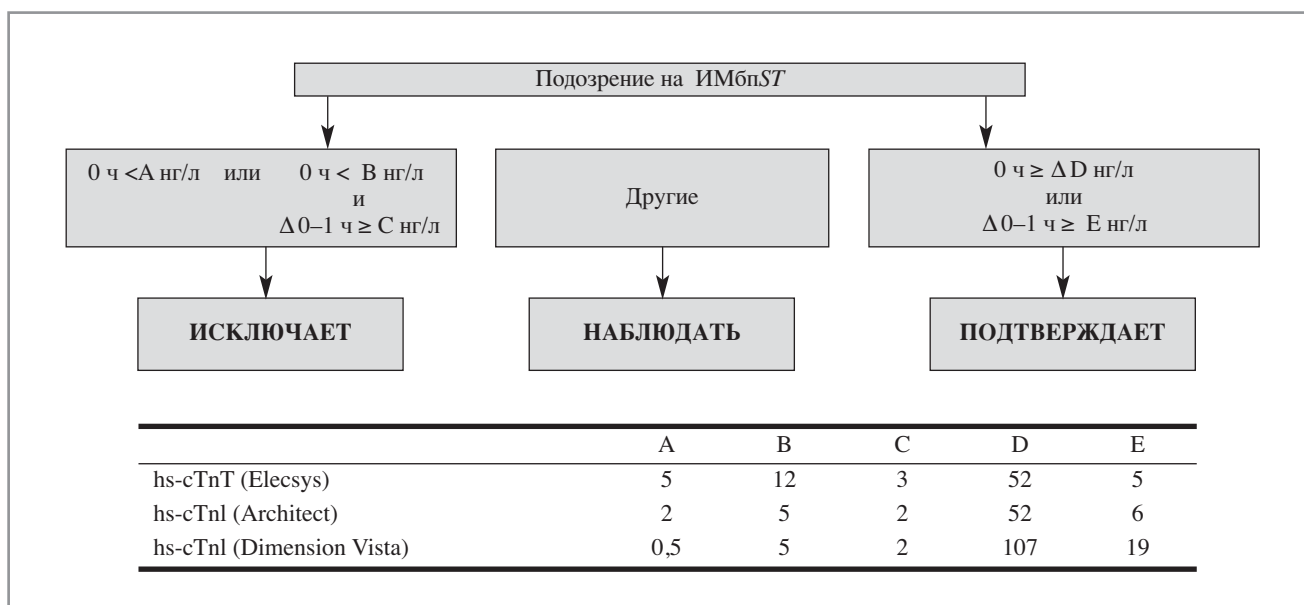 Подозрение на ИМбпST
0 ч <А нг/л или 0 ч < В нг/л
и
Δ 0–1 ч ≥ С нг/л
Другие
0 ч ≥ Δ D нг/л
или
Δ 0–1 ч ≥ Е нг/л
ИСКЛЮЧАЕТ
НАБЛЮДАТЬ
ПОДТВЕРЖДАЕТ
A B C D E
hs-cTnT (Elecsys) 5 12 3 52 5
hs-cTnl (Architect) 2 5 2 52 6
hs-cTnl (Dimension Vista) 0,5 5 2 107 19